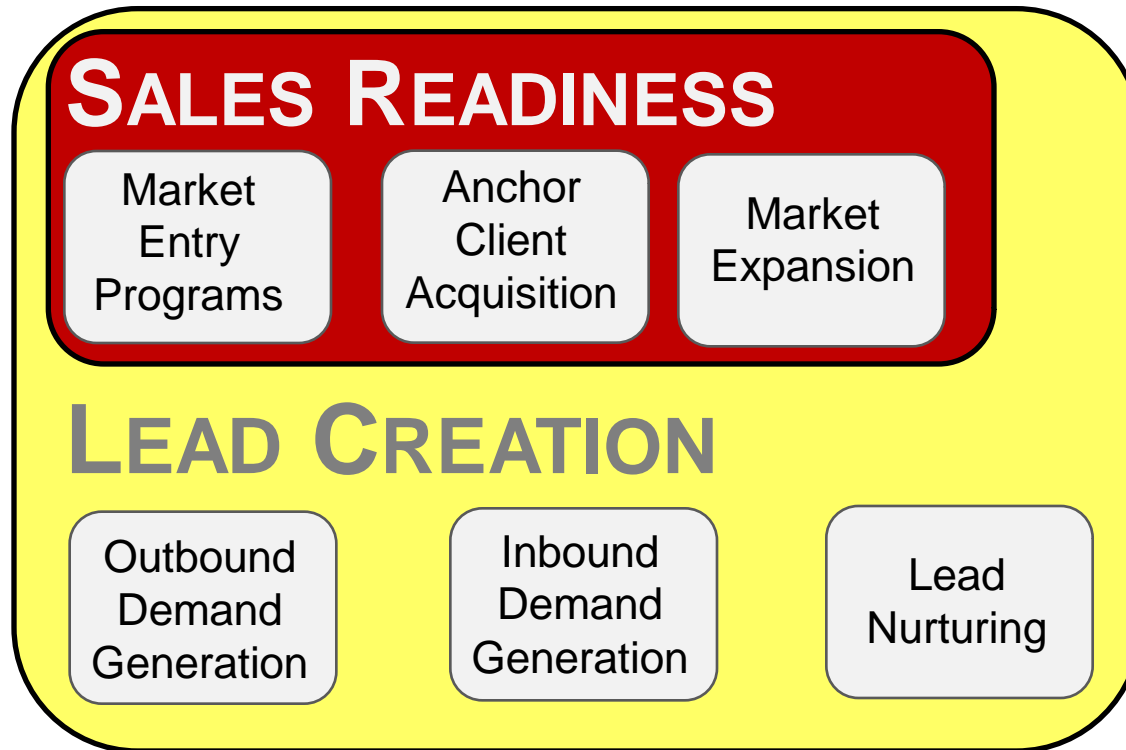 SALES READINESS
Market
Entry
Programs
Anchor
Client
Acquisition
Market
Expansion
LEAD CREATION
Outbound
Demand
Generation
Inbound
Demand
Generation
Lead
Nurturing